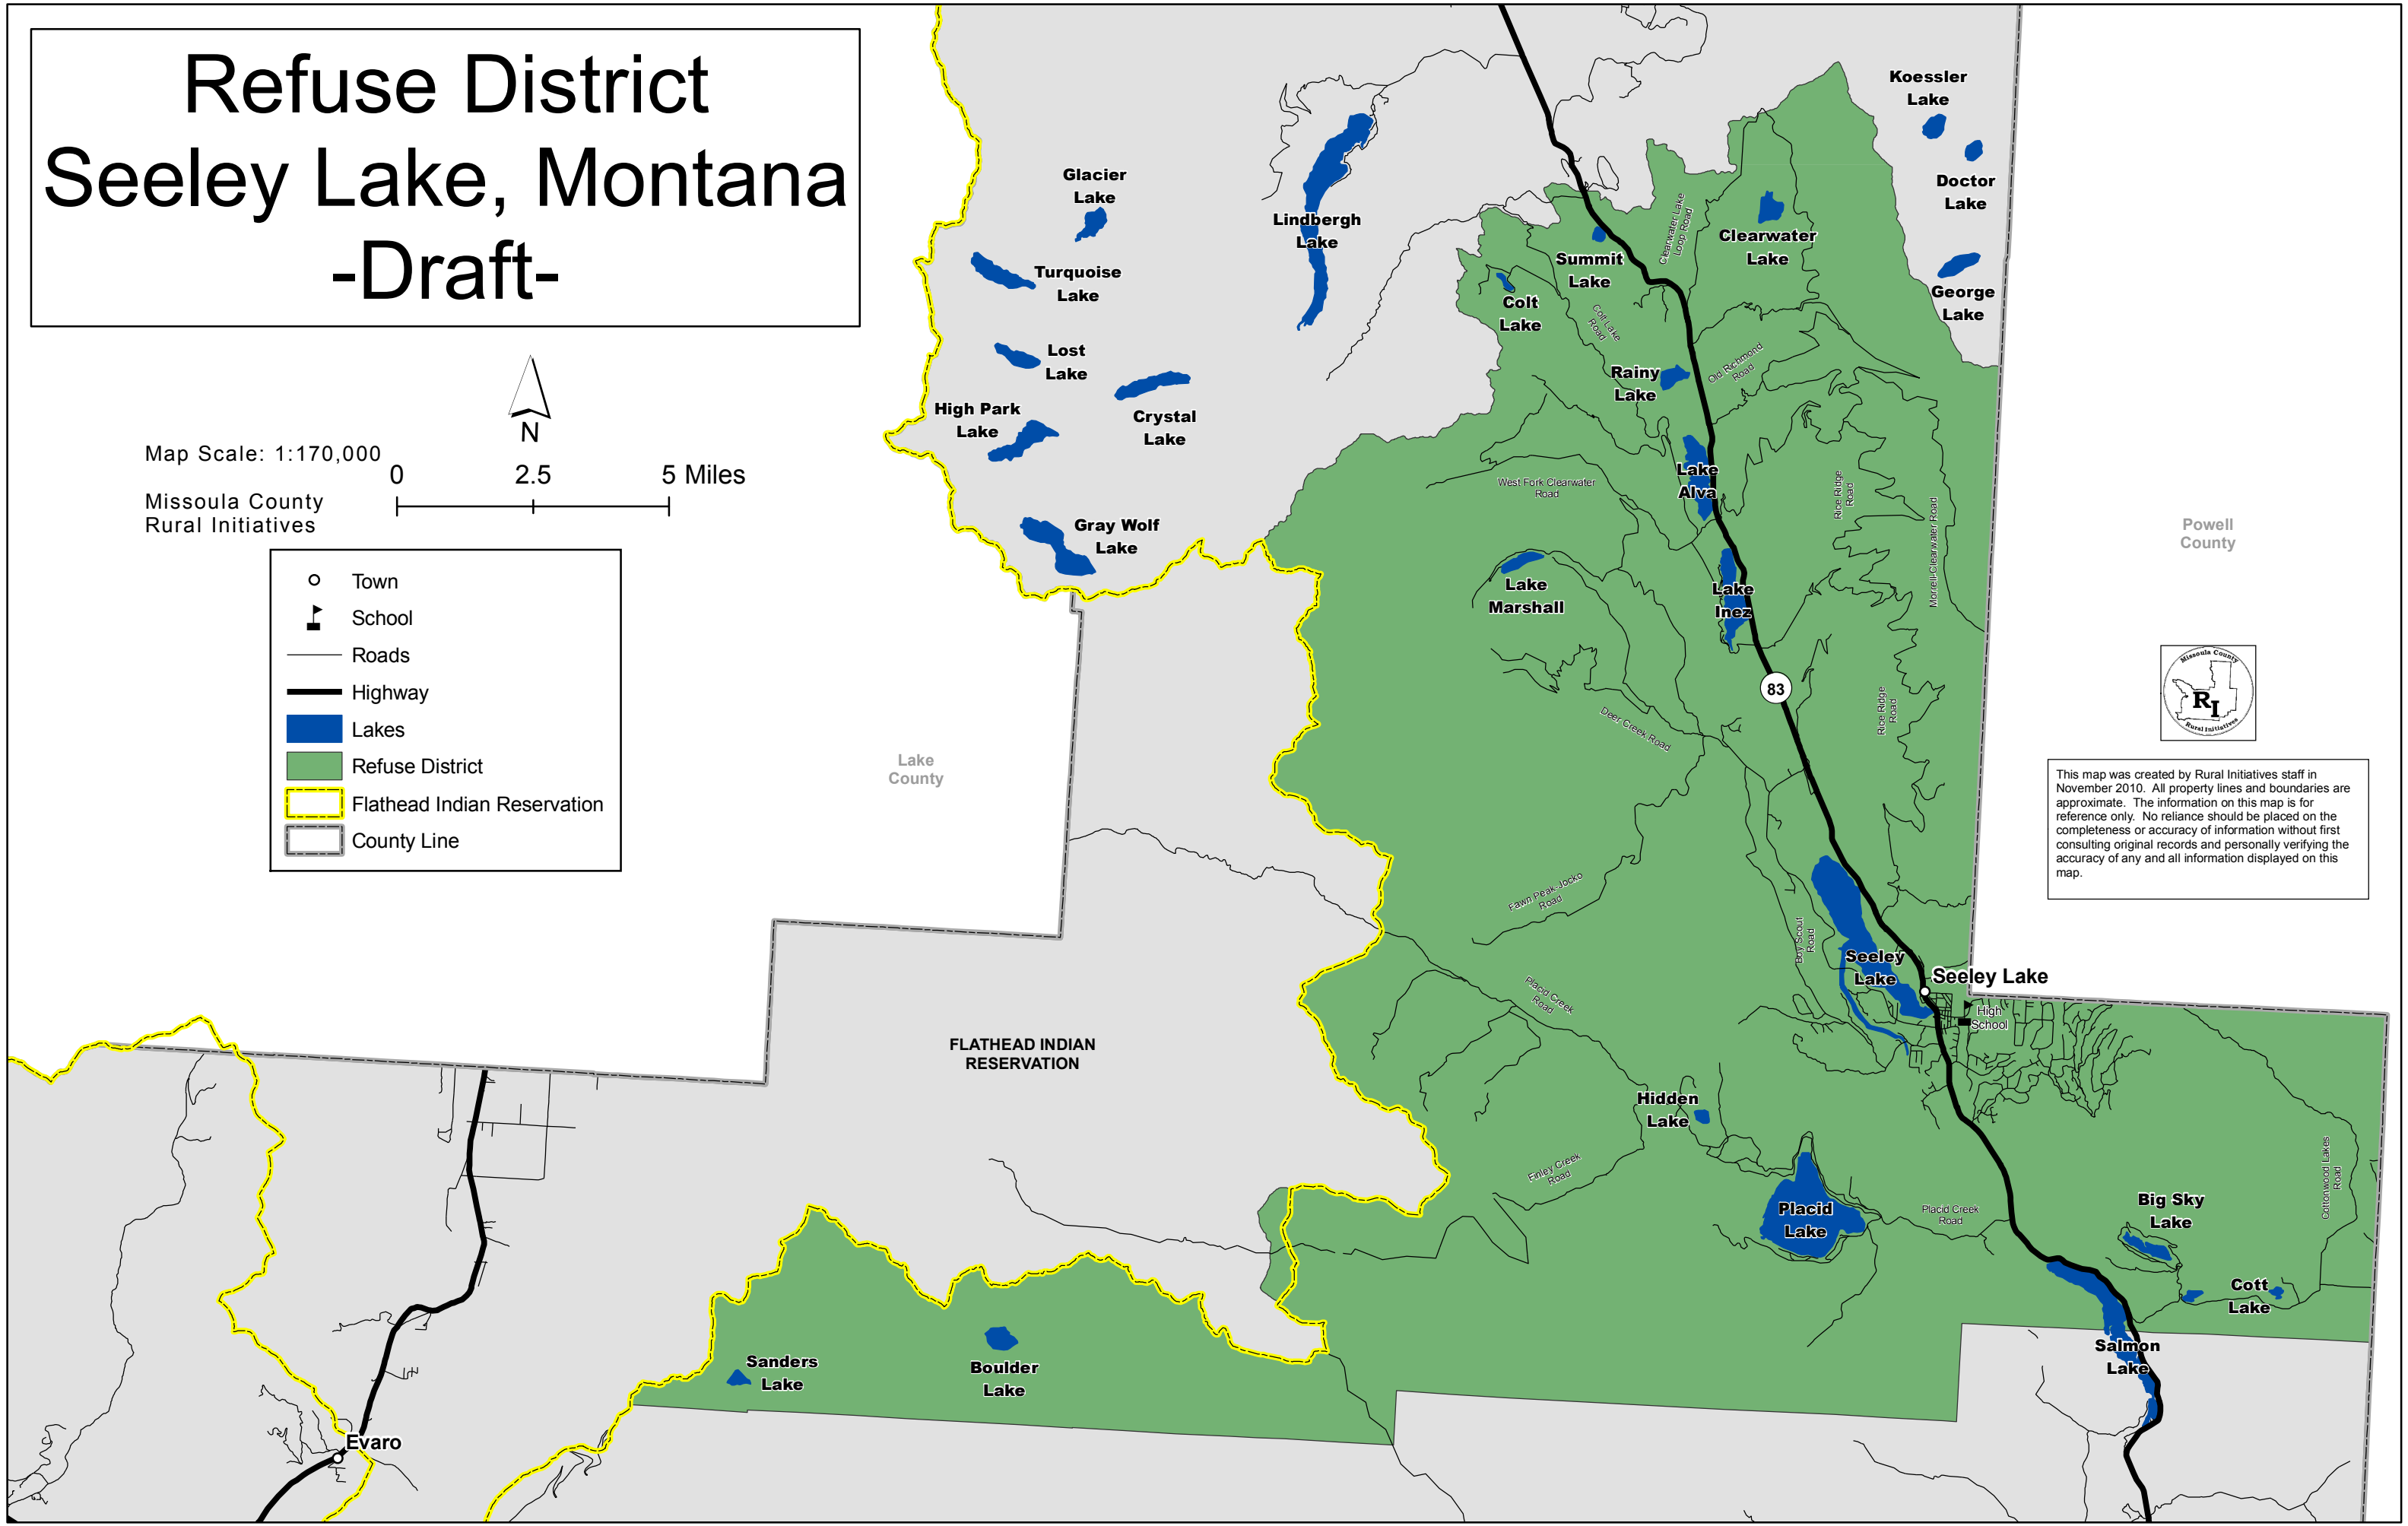 Refuse District
Seeley Lake, Montana
-Draft-
N
Map Scale: 1:170,000
0 2.5 5 Miles
Missoula County
Rural Initiatives
Town
School
Roads
Highway
Lakes
Refuse District
Flathead Indian Reservation
County Line
Koessler
Lake
Doctor
Lake
George
Lake
Glacier
Lake
Turquoise
Lake
Lindbergh
Lake
Lost
Lake
High Park
Lake
Crystal
Lake
Gray Wolf
Lake
Summit
Lake
Clearwater Lake
Loop Road
Clearwater
Lake
Colt
Lake
Colt Lake
Road
Rainy
Lake
Old Richmond
Road
Lake
Alva
West Fork Clearwater
Road
Rice Ridge
Road
Morrell-Clearwater Road
Lake
Marshall
Lake
Inez
83
Deer Creek Road
Rice Ridge
Road
Powell
County
Missoula County
RI
Rural Initiatives
This map was created by Rural Initiatives staff in
November 2010. All property lines and boundaries are
approximate. The information on this map is for
reference only. No reliance should be placed on the
completeness or accuracy of information without first
consulting original records and personally verifying the
accuracy of any and all information displayed on this
map.
Lake
County
Fawn Peak-Jocko
Road
Boy Scout
Road
Seeley
Lake
Seeley Lake
High
School
Placid Creek
Road
FLATHEAD INDIAN
RESERVATION
Hidden
Lake
Finley Creek
Road
Placid
Lake
Placid Creek
Road
Big Sky
Lake
Cottonwood Lakes
Road
Cott
Lake
Salmon
Lake
Sanders
Lake
Boulder
Lake
Evaro